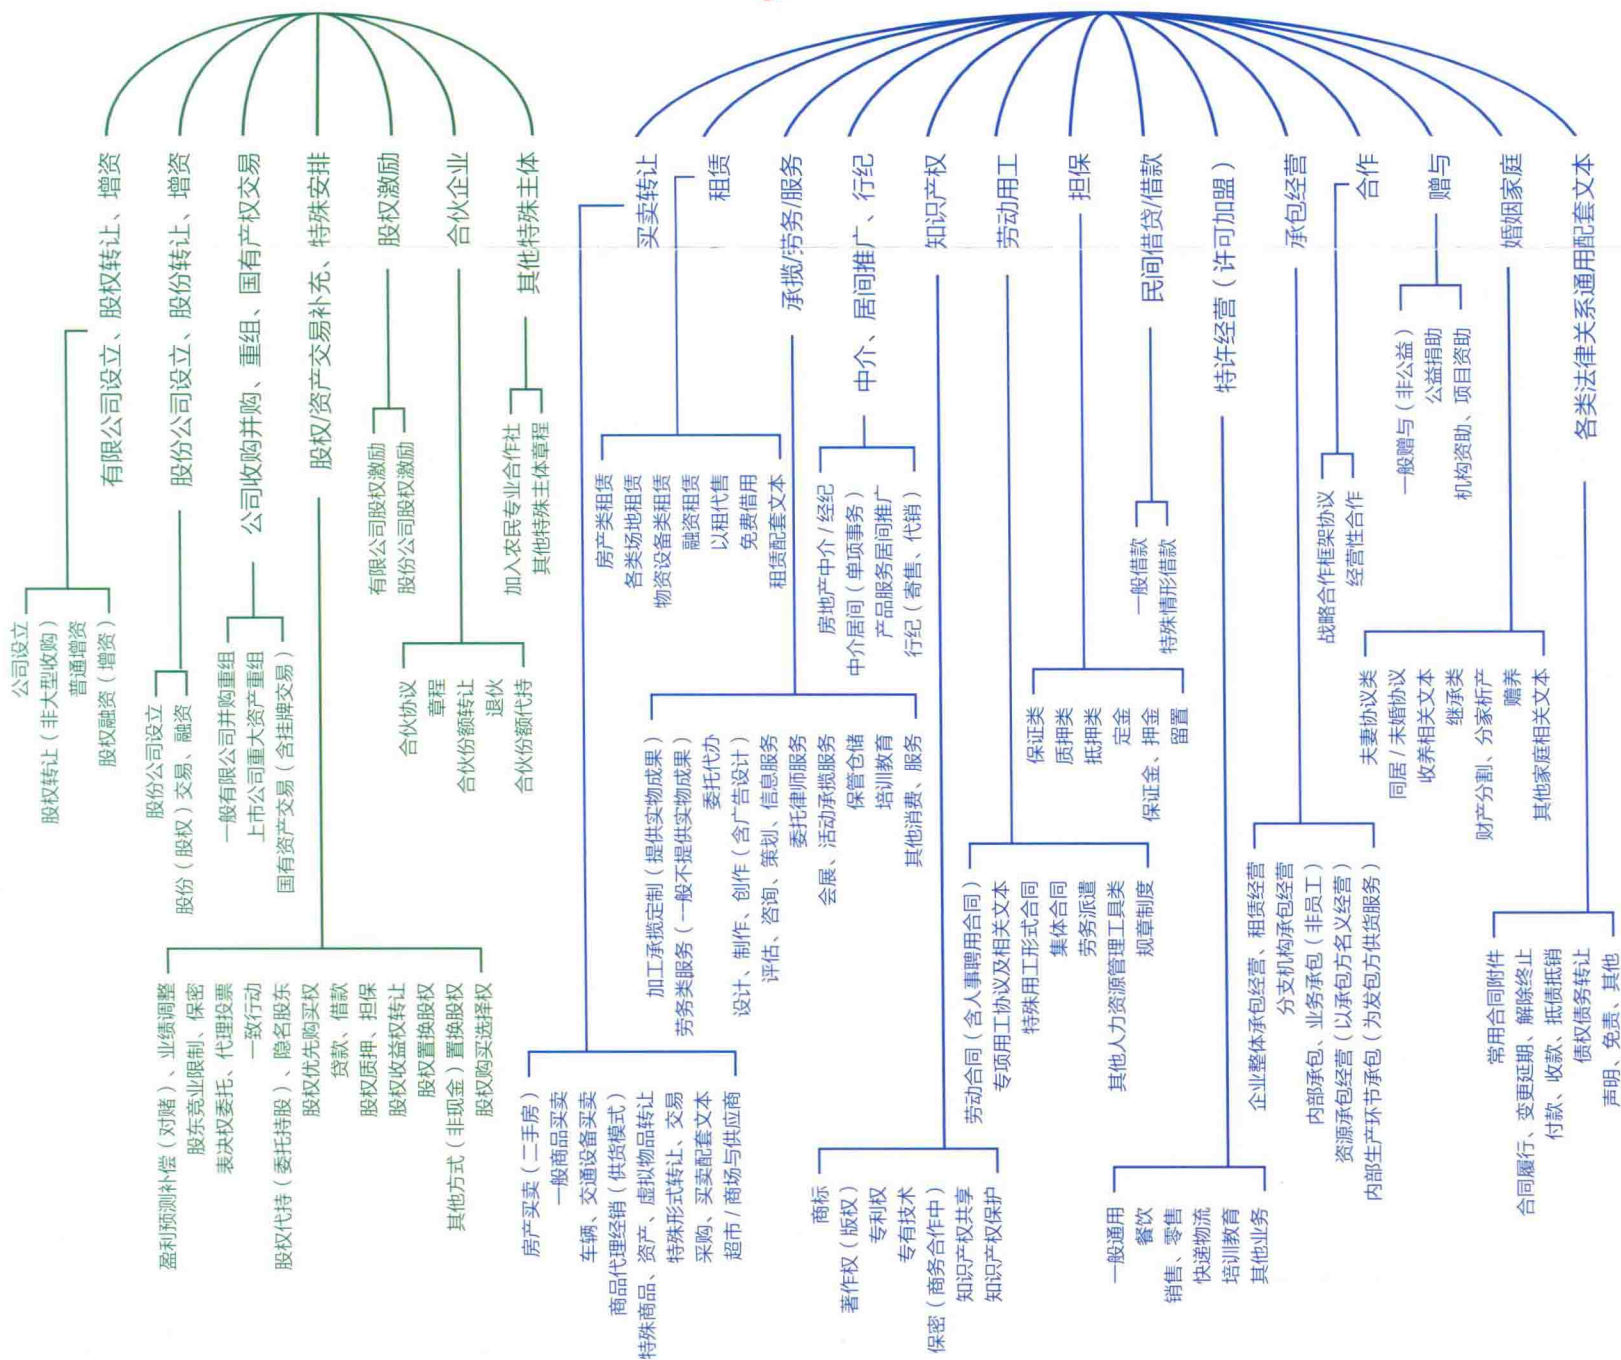 有限公司设立、股权转让、增资
公司设立
股权转让（非大型收购）
普通增资
股权融资（增资）
股份公司设立、股份转让、增资
股份公司设立
股份（股权）交易、融资
公司收购并购、重组、国有产权交易
一般有限公司并购重组
上市公司重大资产重组
国有资产交易（含挂牌交易）
股权/资产交易补充、特殊安排
盈利预测补偿（对赌）、业绩调整
股东竞业限制、保密
表决权委托、代理投票
一致行动
股权代持（委托持股）、隐名股东
股权优先购买权
贷款、借款
股权质押、担保
股权收益权转让
股权置换股权
其他方式（非现金）置换股权
股权购买选择权
股权激励
有限公司股权激励
股份公司股权激励
合伙企业
合伙协议
章程
合伙份额转让
退伙
合伙份额代持
其他特殊主体
加入农民专业合作社
其他特殊主体章程
买卖转让
房产买卖（二手房）
一般商品买卖
车辆、交通设备买卖
商品代理经销（供货模式）
特殊商品、资产、虚拟物品转让
特殊形式转让、交易
采购、买卖配套文本
超市/商场与供应商
租赁
房产类租赁
各类场地租赁
物资设备类租赁
融资租赁
以租代售
免费借用
租赁配套文本
承揽/劳务/服务
加工承揽定制（提供实物成果）
劳务类服务（一般不提供实物成果）
委托代办
设计、制作、创作（含广告设计）
评估、咨询、策划、信息服务
委托律师服务
会展、活动承揽服务
保管仓储
培训教育
其他消费、服务
中介、居间推广、行纪
房地产中介/经纪
中介居间（单项事务）
产品服务居间推广
行纪（寄售、代销）
知识产权
商标
著作权（版权）
专利权
专有技术
保密（商务合作中）
知识产权共享
知识产权保护
劳动用工
劳动合同（含人事聘用合同）
专项用工协议及相关文本
特殊用工形式合同
集体合同
劳务派遣
其他人力资源管理工具类
规章制度
担保
保证类
质押类
抵押类
定金
保证金、押金
留置
民间借贷/借款
一般借款
特殊情形借款
特许经营（许可加盟）
一般通用
餐饮
销售、零售
快递物流
培训教育
其他业务
承包经营
企业整体承包经营、租赁经营
分支机构承包经营
内部承包、业务承包（非员工）
资源承包经营（以承包方名义经营）
内部生产环节承包（为发包方供货服务）
合作
战略合作框架协议
经营性合作
赠与
一般赠与（非公益）
公益捐助
机构资助、项目资助
婚姻家庭
夫妻协议类
同居/未婚协议
收养相关文本
继承类
财产分割、分家析产
赡养
其他家庭相关文本
各类法律关系通用配套文本
常用合同附件
合同履行、变更延期、解除终止
付款、收款、抵债抵销
债权债务转让
声明、免责、其他